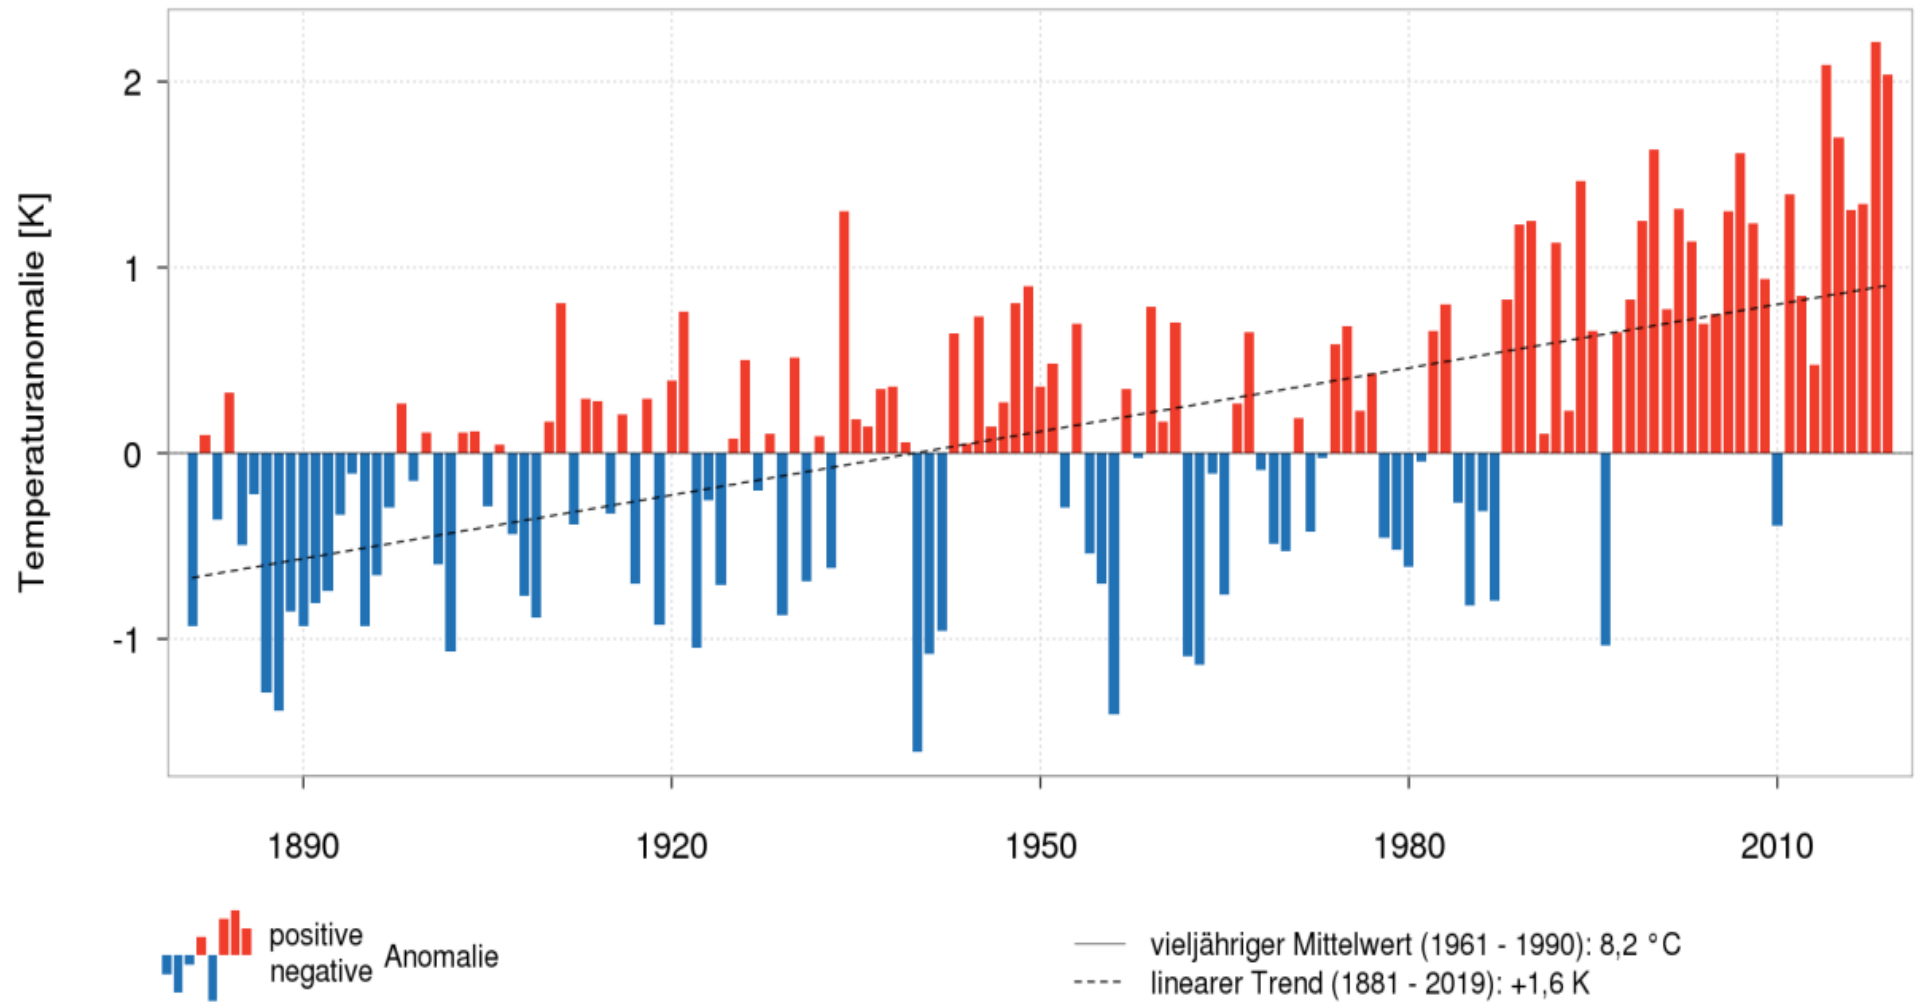 Temperaturanomalie [K]
2
1
0
-1
1890 1920 1950 1980 2010
positive
negative
Anomalie
vieljähriger Mittelwert (1961 - 1990): 8,2 °C
linearer Trend (1881 - 2019): +1,6 K